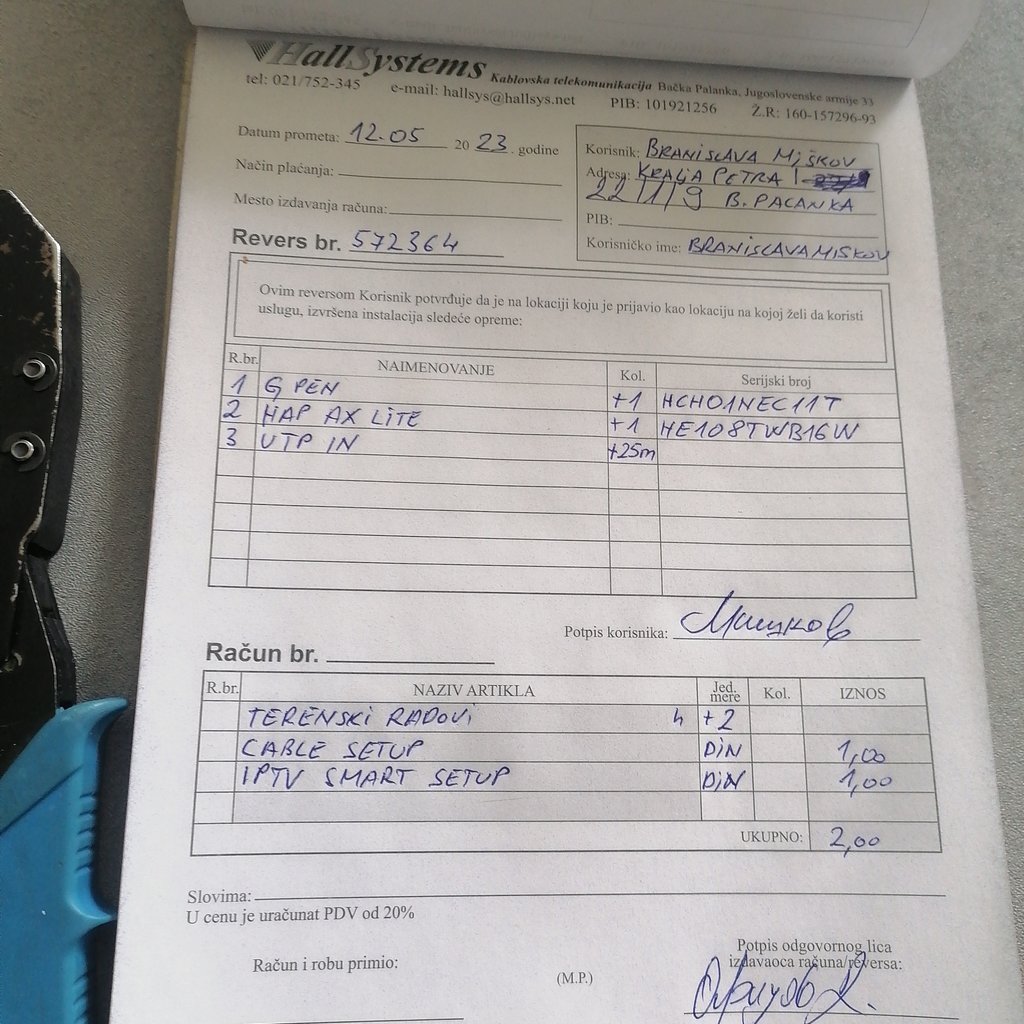 HallSystems Kablovska telekomunikacija Bačka Palanka, Jugoslovenske armije 33
tel: 021/752-345 e-mail: hallsys@hallsys.net PIB: 101921256 Ž.R: 160-157296-93
Datum prometa: 12.05 2023. godine
Način plaćanja:
Mesto izdavanja računa:
Revers br. 572364
Korisnik: BRANISLAVA MIŠKOV
Adresa: KRALJA PETRA I
22/1/9 B. PALANKA
PIB:
Korisničko ime: BRANISLAVAMISKOV
Ovim reversom Korisnik potvrđuje da je na lokaciji koju je prijavio kao lokaciju na kojoj želi da koristi
uslugu, izvršena instalacija sledeće opreme:
R.br. NAIMENOVANJE Kol. Serijski broj
1 G PEN +1 HCHO1NEC11T
2 HAP AX LITE +1 HE108TWB16W
3 UTP IN +25m
Potpis korisnika: Мишков
Račun br.
R.br. NAZIV ARTIKLA Jed. mere Kol. IZNOS
TERENSKI RADOVI h +2
CABLE SETUP DIN 1,00
IPTV SMART SETUP DIN 1,00
UKUPNO: 2,00
Slovima:
U cenu je uračunat PDV od 20%
Račun i robu primio:
(M.P.)
Potpis odgovornog lica
izdavaoca računa/reversa: